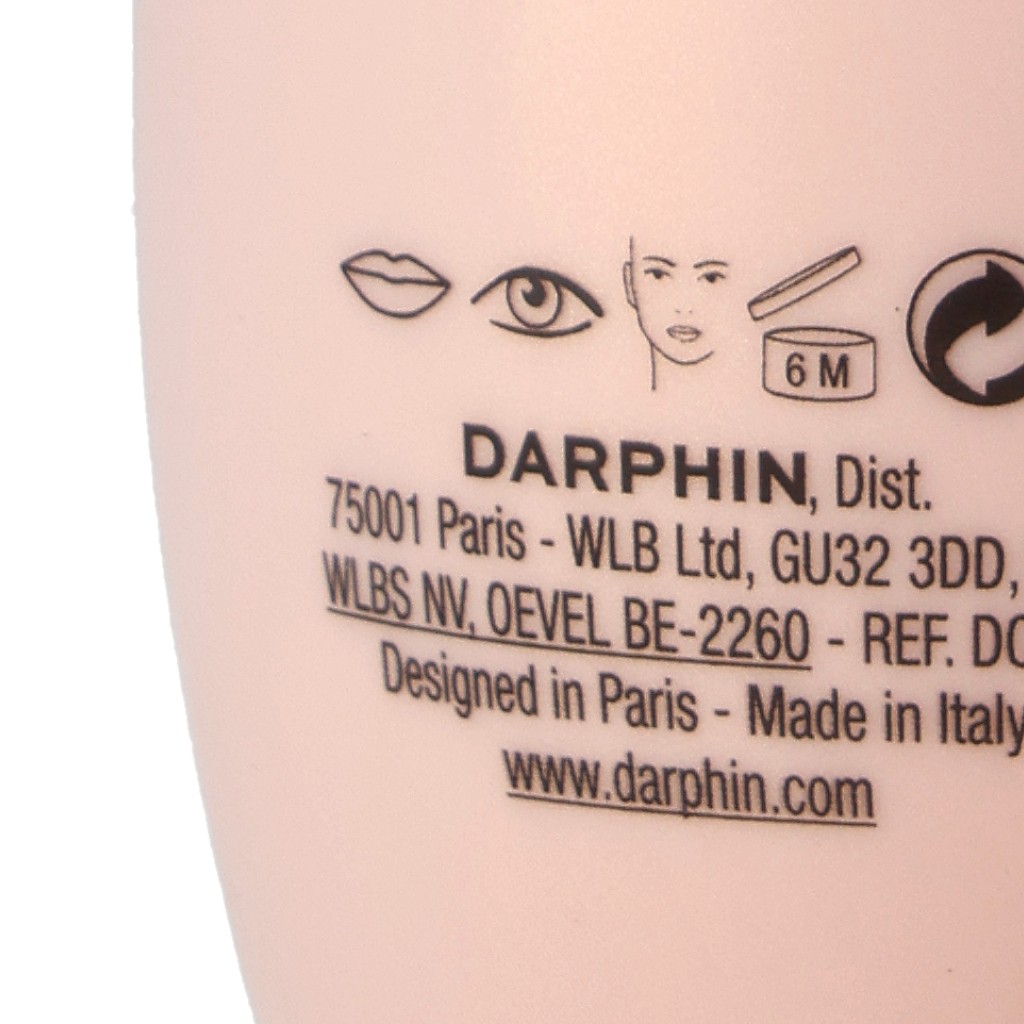 6 M
DARPHIN, Dist.
75001 Paris - WLB Ltd, GU32 3DD,
WLBS NV, OEVEL BE-2260 - REF.
Designed in Paris - Made in Italy
www.darphin.com